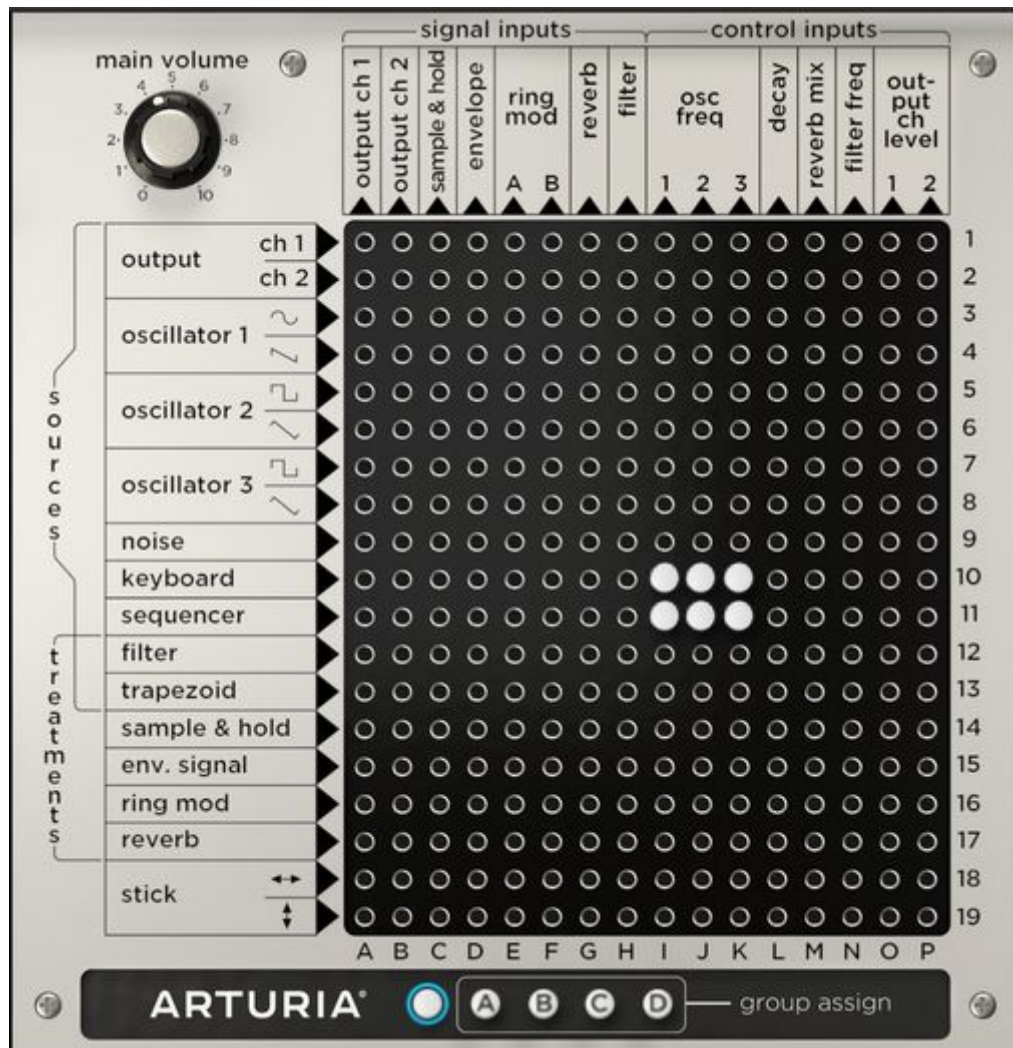 signal inputs
control inputs
main volume
0 1 2 3 4 5 6 7 8 9 10
output ch 1
output ch 2
sample & hold
envelope
ring
mod
A B
reverb
filter
osc
freq
1 2 3
decay
reverb mix
filter freq
out-
put
ch
level
1 2
sources
output
ch 1
ch 2
oscillator 1
oscillator 2
oscillator 3
noise
keyboard
sequencer
treatments
filter
trapezoid
sample & hold
env. signal
ring mod
reverb
stick
1
2
3
4
5
6
7
8
9
10
11
12
13
14
15
16
17
18
19
A B C D E F G H I J K L M N O P
ARTURIA®
A B C D
group assign